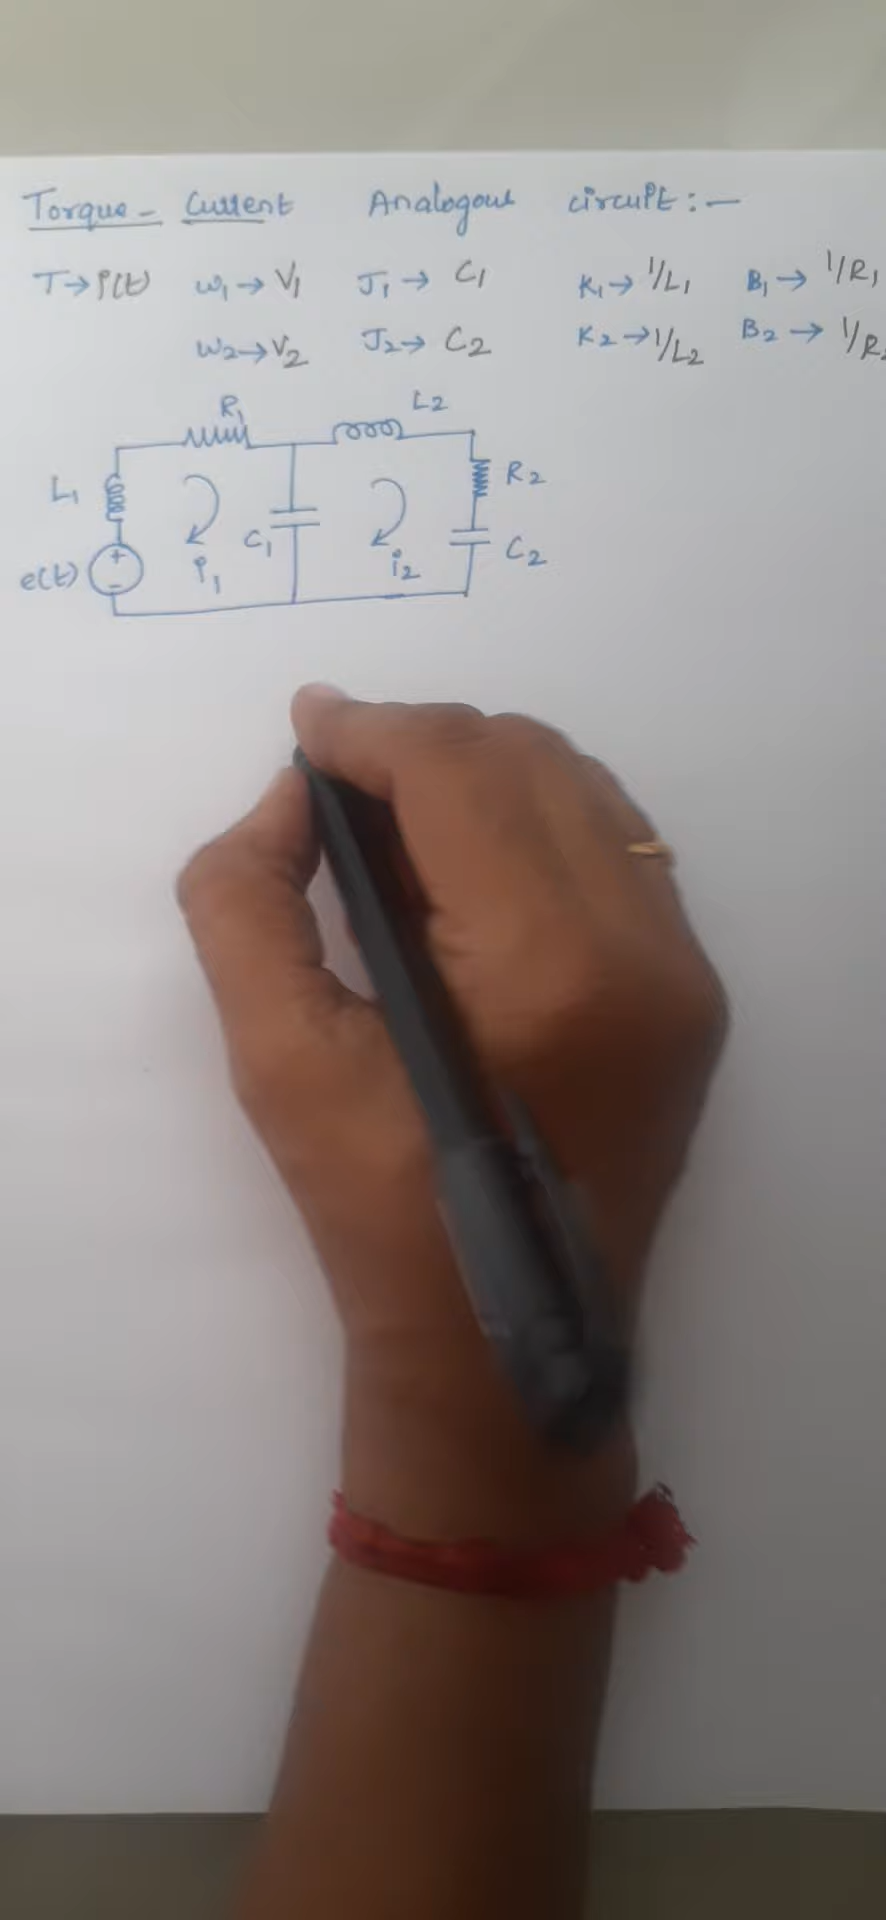 Torque - Current Analogous circuit :-
T→i(t) ω1→V1 J1→ C1 K1→ 1/L1 B1→ 1/R1
ω2→V2 J2→ C2 K2→1/L2 B2→ 1/R2
R1 L2
L1 R2
C1 i1 i2 C2
e(t) + -